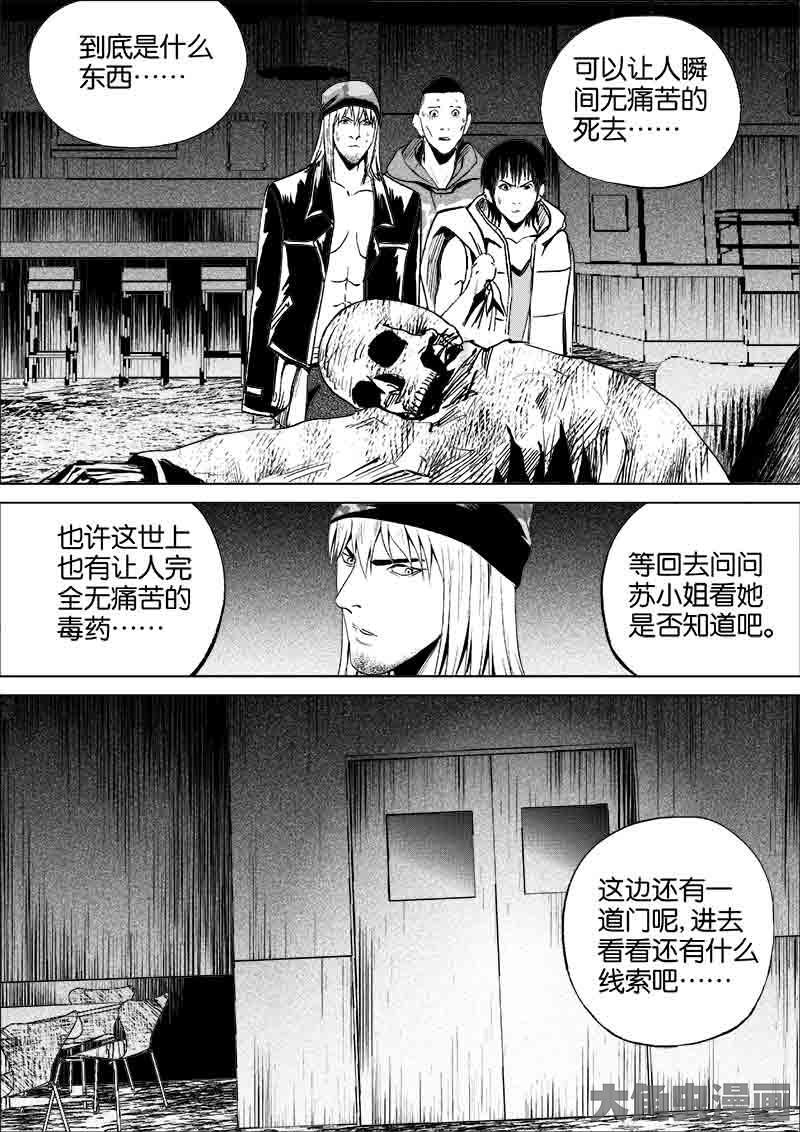 到底是什么
东西……
可以让人瞬
间无痛苦的
死去……
也许这世上
也有让人完
全无痛苦的
毒药……
等回去问问
苏小姐看她
是否知道吧。
这边还有一
道门呢,进去
看看还有什么
线索吧……
大角虫漫画